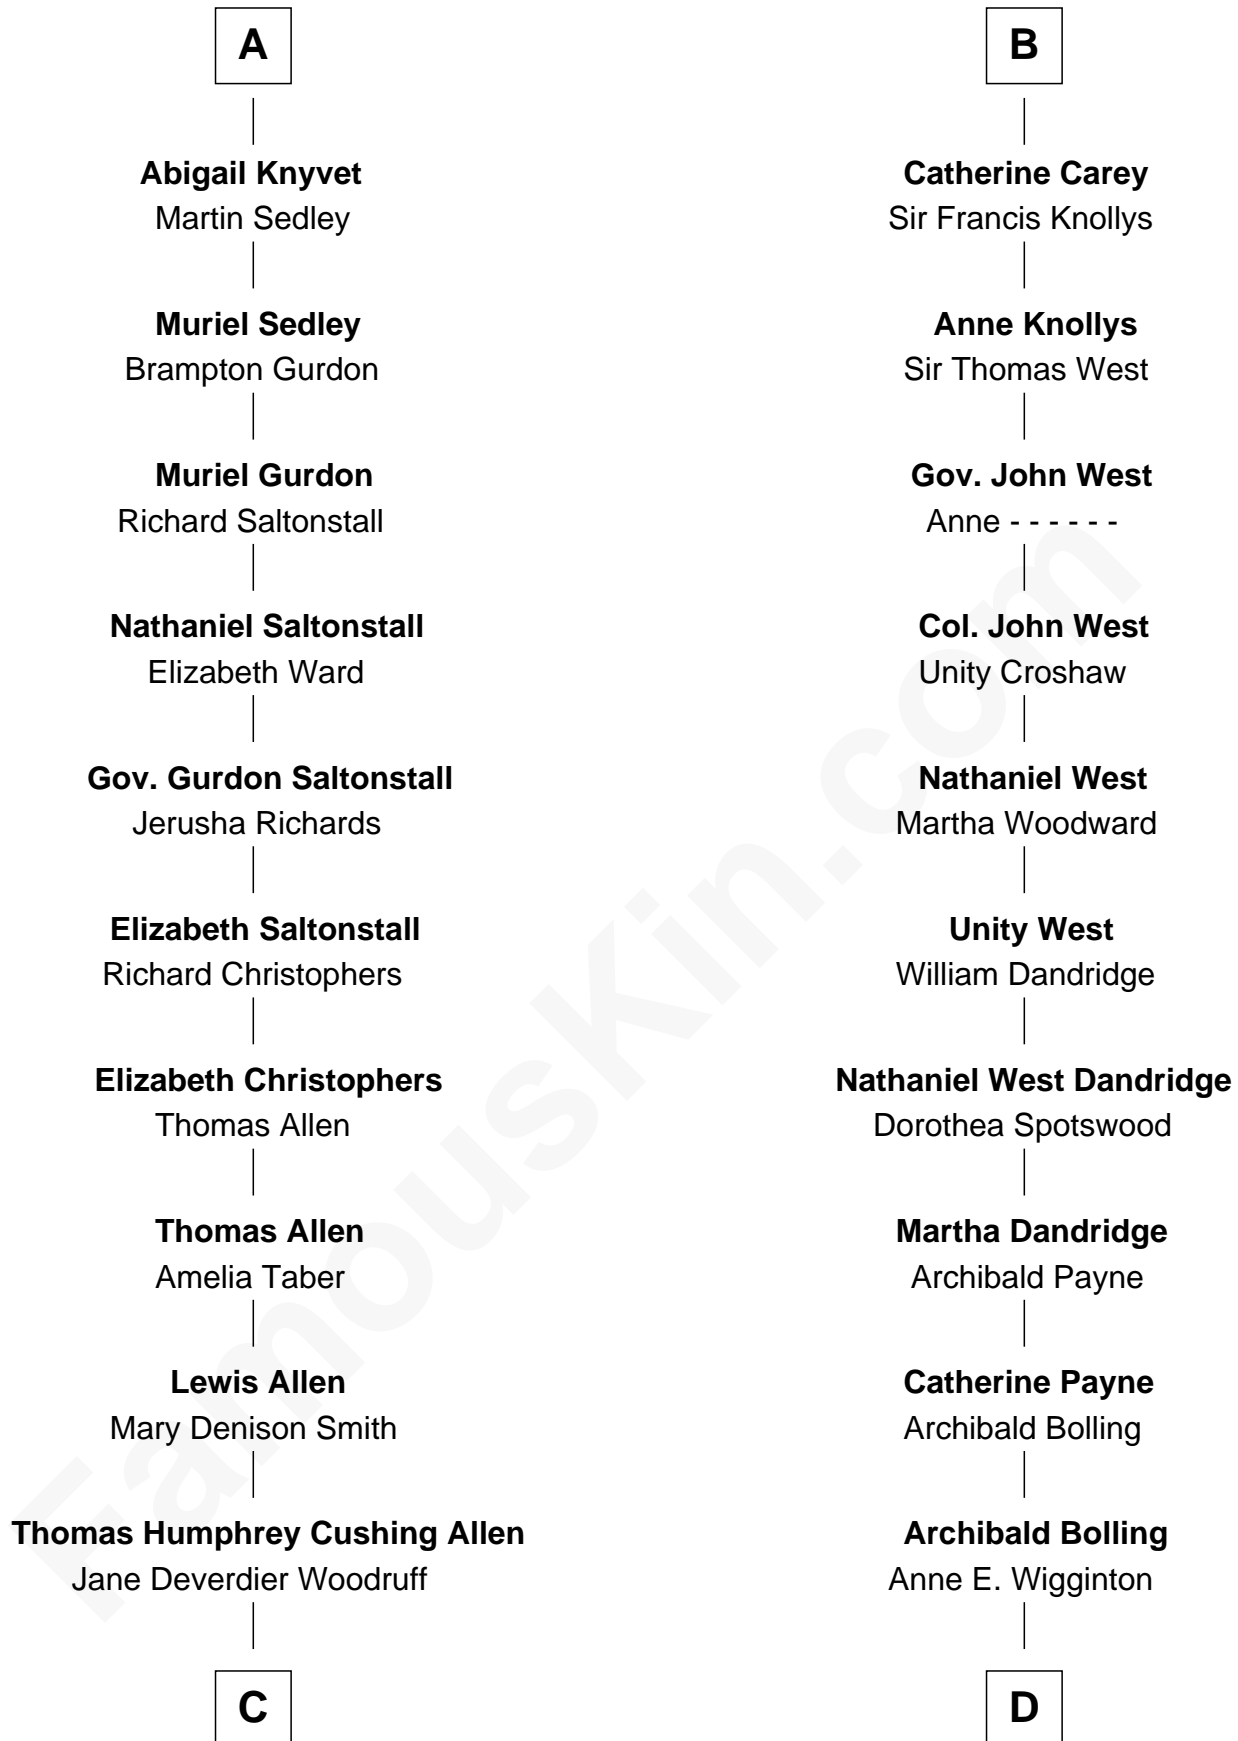 A
Abigail Knyvet
Martin Sedley
Muriel Sedley
Brampton Gurdon
Muriel Gurdon
Richard Saltonstall
Nathaniel Saltonstall
Elizabeth Ward
Gov. Gurdon Saltonstall
Jerusha Richards
Elizabeth Saltonstall
Richard Christophers
Elizabeth Christophers
Thomas Allen
Thomas Allen
Amelia Taber
Lewis Allen
Mary Denison Smith
Thomas Humphrey Cushing Allen
Jane Deverdier Woodruff
C
B
Catherine Carey
Sir Francis Knollys
Anne Knollys
Sir Thomas West
Gov. John West
Anne - - - - - -
Col. John West
Unity Croshaw
Nathaniel West
Martha Woodward
Unity West
William Dandridge
Nathaniel West Dandridge
Dorothea Spotswood
Martha Dandridge
Archibald Payne
Catherine Payne
Archibald Bolling
Archibald Bolling
Anne E. Wigginton
D
FamousKin.com